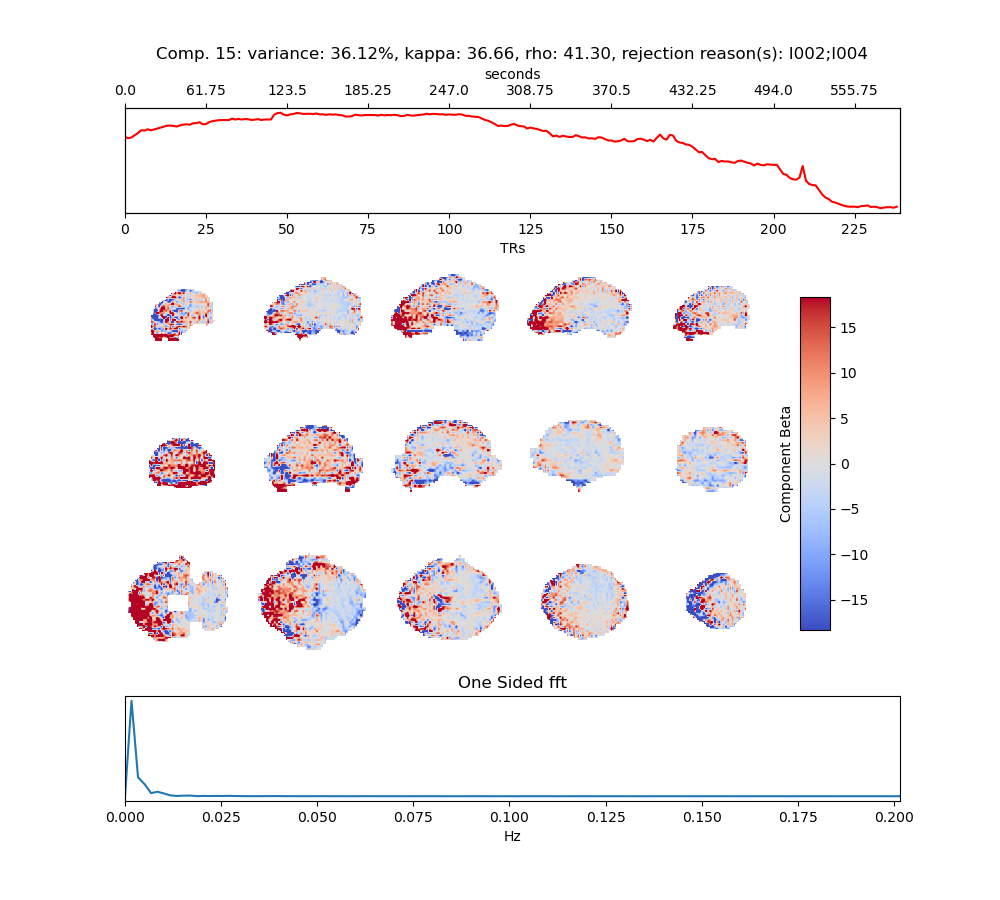 Comp. 15: variance: 36.12%, kappa: 36.66, rho: 41.30, rejection reason(s): I002;I004
seconds
0.0 61.75 123.5 185.25 247.0 308.75 370.5 432.25 494.0 555.75
0 25 50 75 100 125 150 175 200 225
TRs
15
10
5
0
−5
−10
−15
Component Beta
One Sided fft
0.000 0.025 0.050 0.075 0.100 0.125 0.150 0.175 0.200
Hz